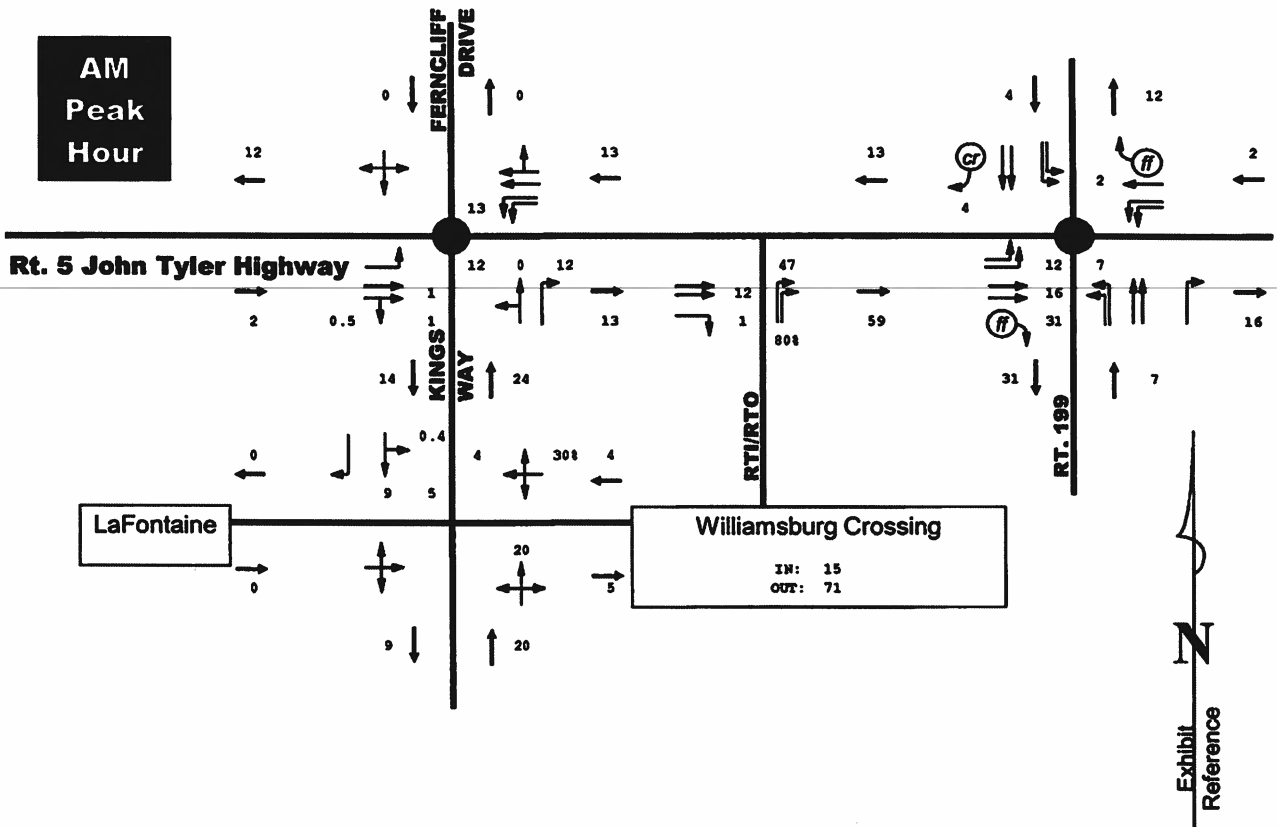 AM
Peak
Hour
FERNCLIFF
DRIVE
0
0
4
12
12
13
13
cr
ff
2
4
2
13
Rt. 5 John Tyler Highway
12
0
12
47
12
7
1
12
16
2
0.5
1
13
1
59
ff
31
16
80%
KINGS
WAY
14
24
31
7
RTI/RTO
RT. 199
0.4
0
4
30%
4
9
5
LaFontaine
Williamsburg Crossing
IN: 15
OUT: 71
20
0
5
9
20
N
Exhibit
Reference